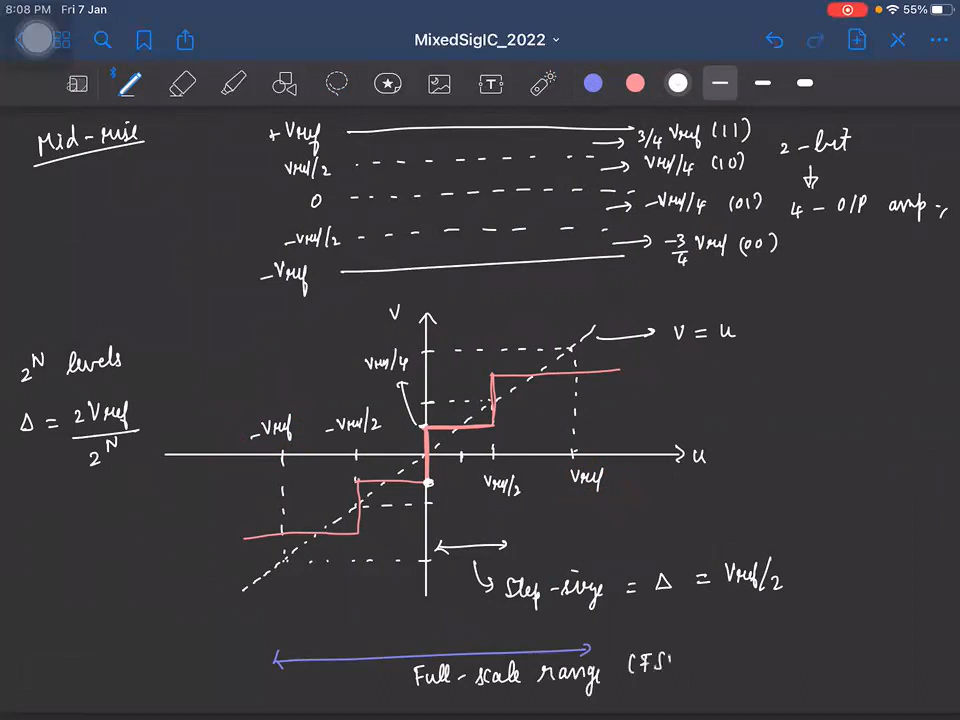 8:08 PM Fri 7 Jan
55%
MixedSigIC_2022
Mid-rise
+Vref
3/4 Vref (11)
2-bit
Vref/2
Vref/4 (10)
0
-Vref/4 (01)
4 - O/P amp
-Vref/2
-3/4 Vref (00)
-Vref
V
V = u
Vref/4
2^N levels
Δ = 2Vref/2^N
-Vref
-Vref/2
u
Vref/2
Vref
Step-size = Δ = Vref/2
Full-scale range (FS